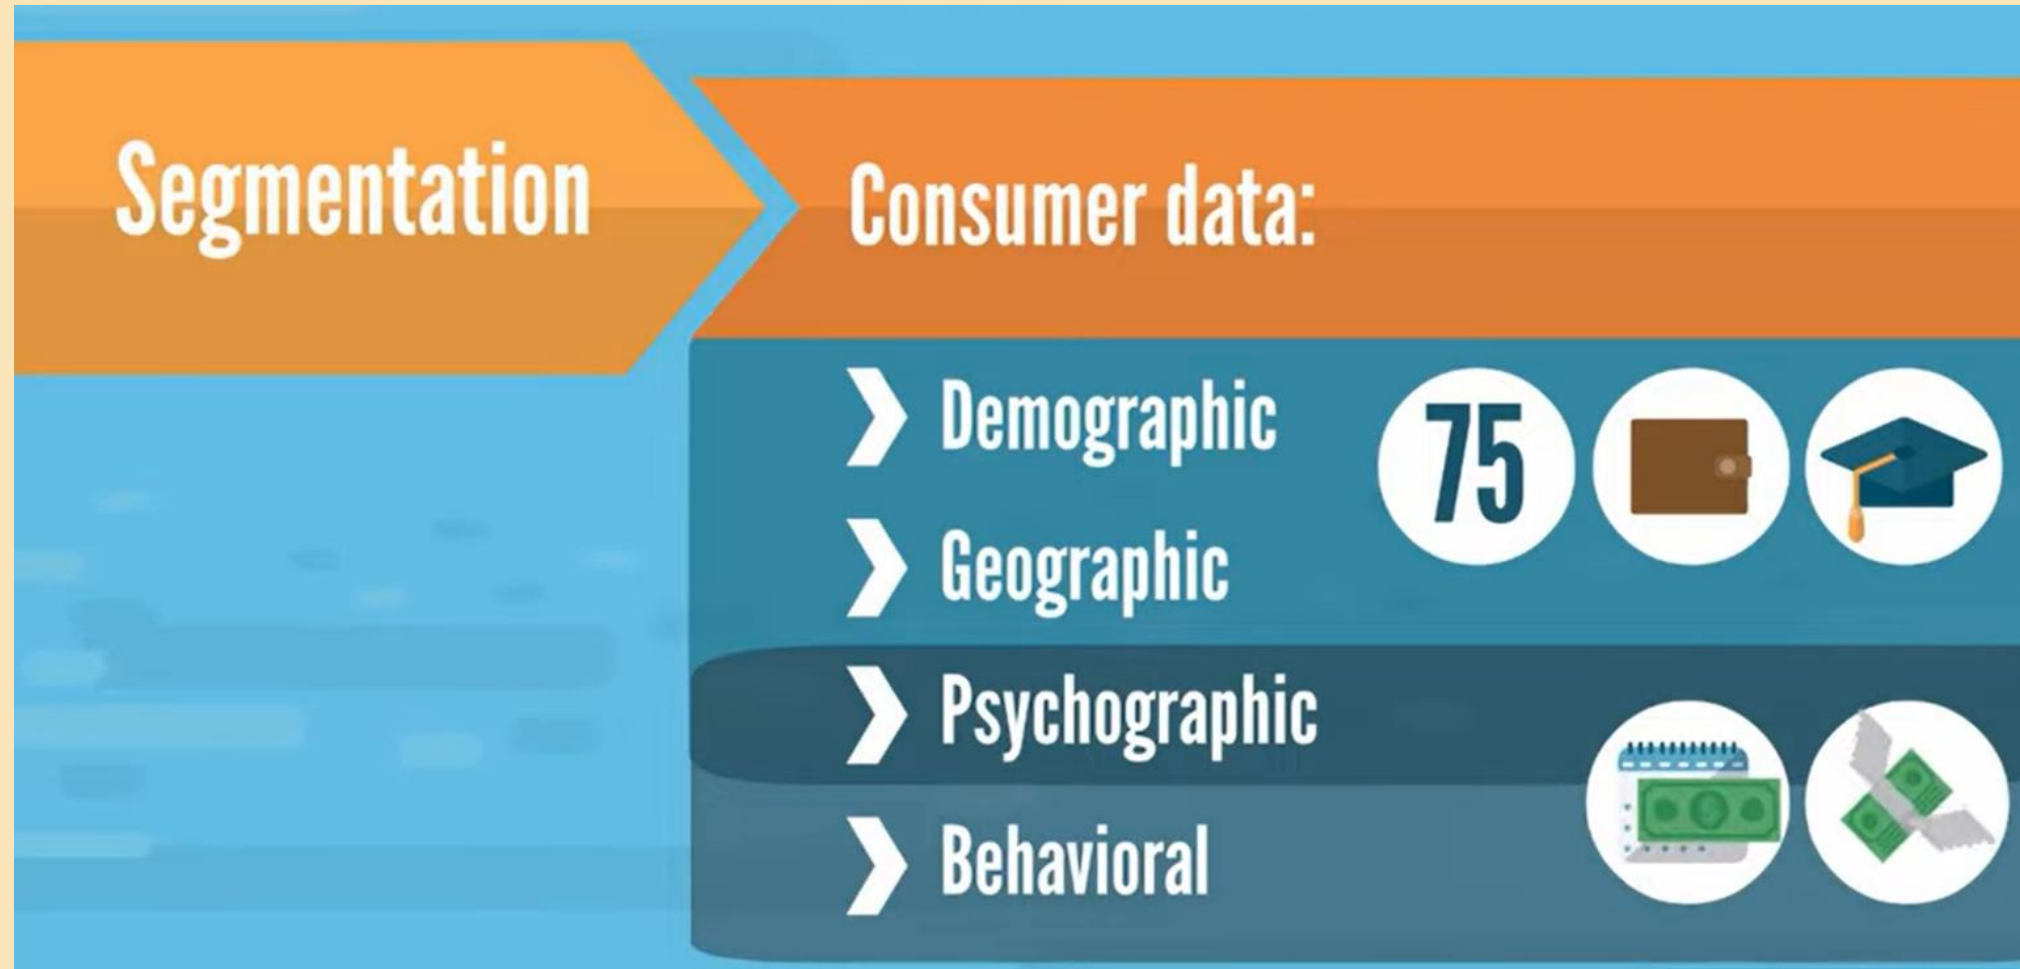 Segmentation
Consumer data:
Demographic
75
Geographic
Psychographic
Behavioral